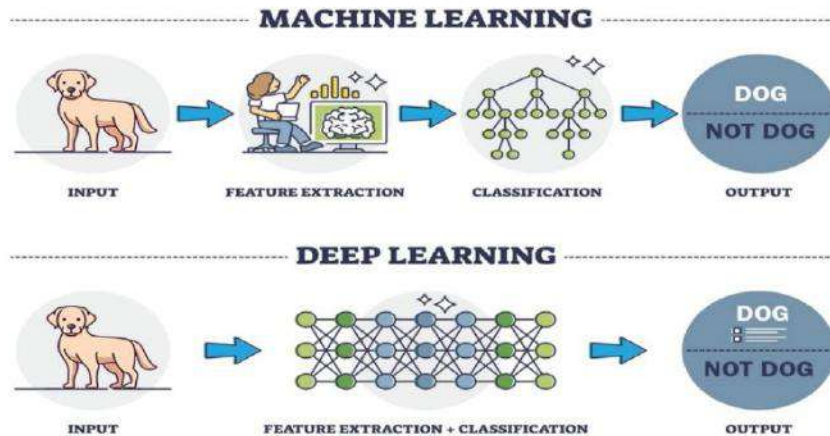 MACHINE LEARNING
DOG
NOT DOG
INPUT
FEATURE EXTRACTION
CLASSIFICATION
OUTPUT
DEEP LEARNING
DOG
NOT DOG
INPUT
FEATURE EXTRACTION + CLASSIFICATION
OUTPUT